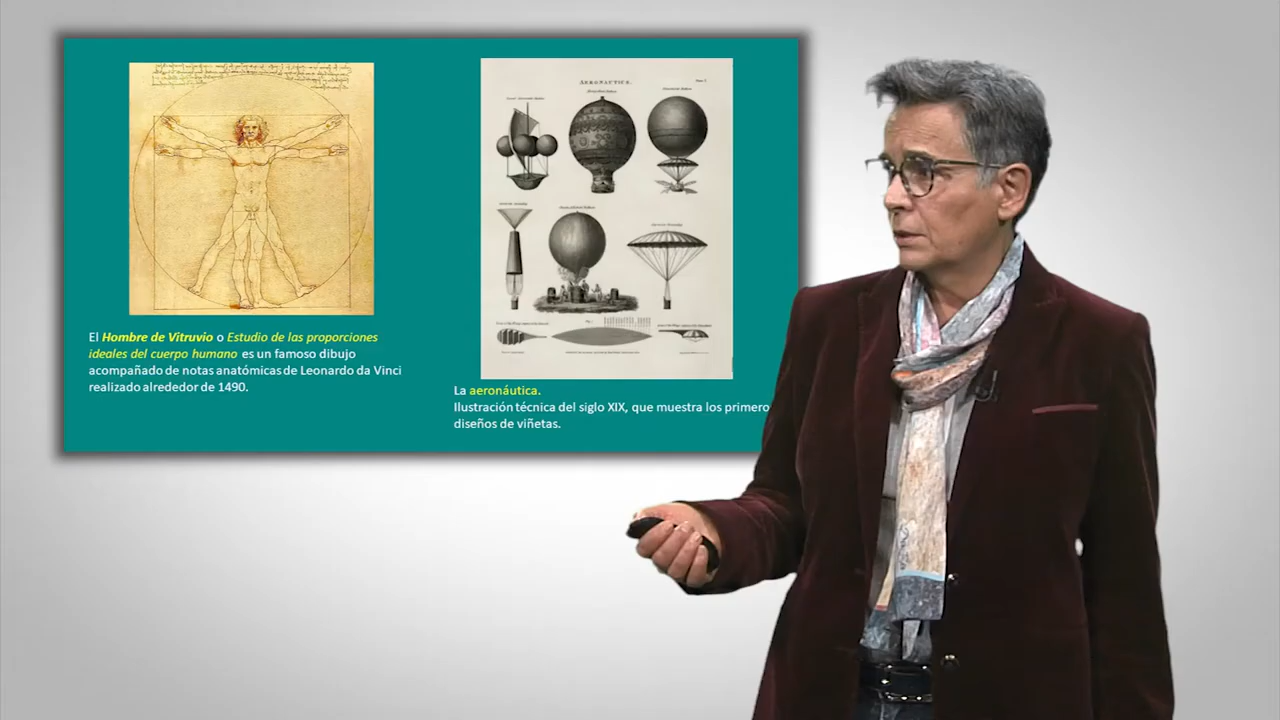 El Hombre de Vitruvio o Estudio de las proporciones
ideales del cuerpo humano es un famoso dibujo
acompañado de notas anatómicas de Leonardo da Vinci
realizado alrededor de 1490.
AERONAUTICS.
La aeronáutica.
Ilustración técnica del siglo XIX, que muestra los primero
diseños de viñetas.